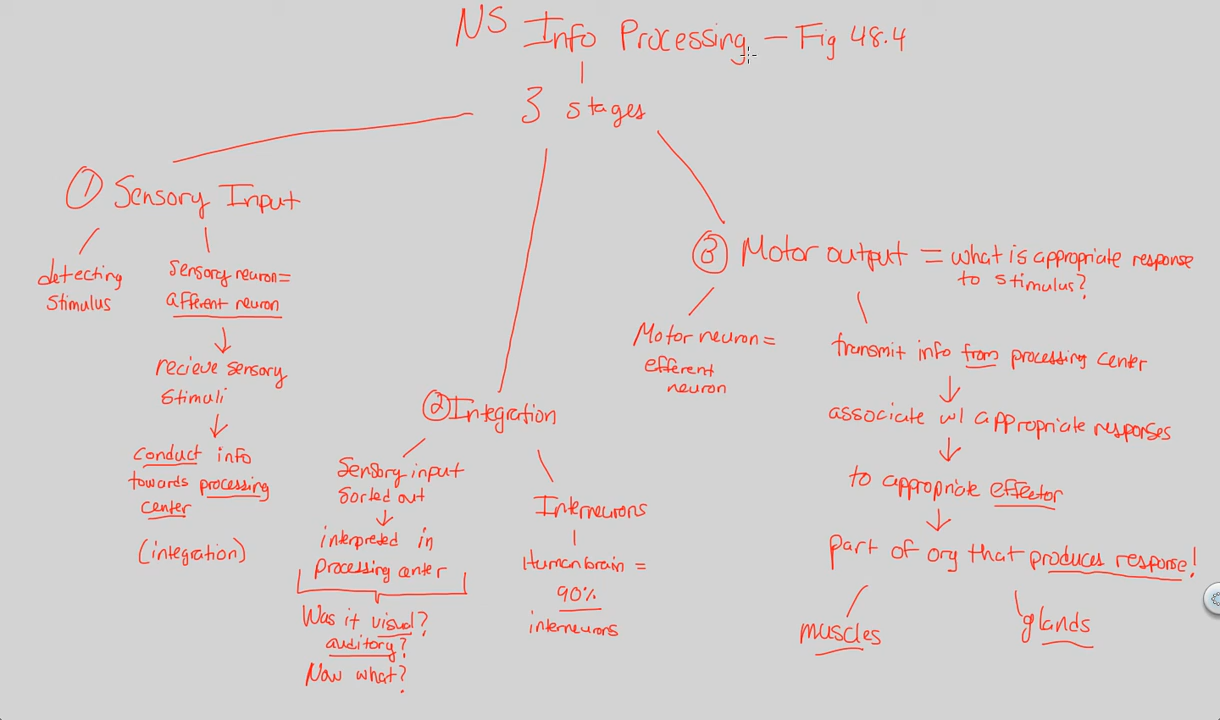 NS Info Processing — Fig 48.4
3 stages
① Sensory Input
detecting
stimulus
sensory neuron =
afferent neuron
recieve sensory
stimuli
conduct info
towards processing
center
(integration)
② Integration
Sensory input
sorted out
interpreted in
processing center
Was it visual?
auditory?
Now what?
Interneurons
Human brain =
90%
interneurons
③ Motor output = what is appropriate response
to stimulus?
Motor neuron =
efferent
neuron
transmit info from processing center
associate w/ appropriate responses
to appropriate effector
part of org that produces response!
muscles
glands